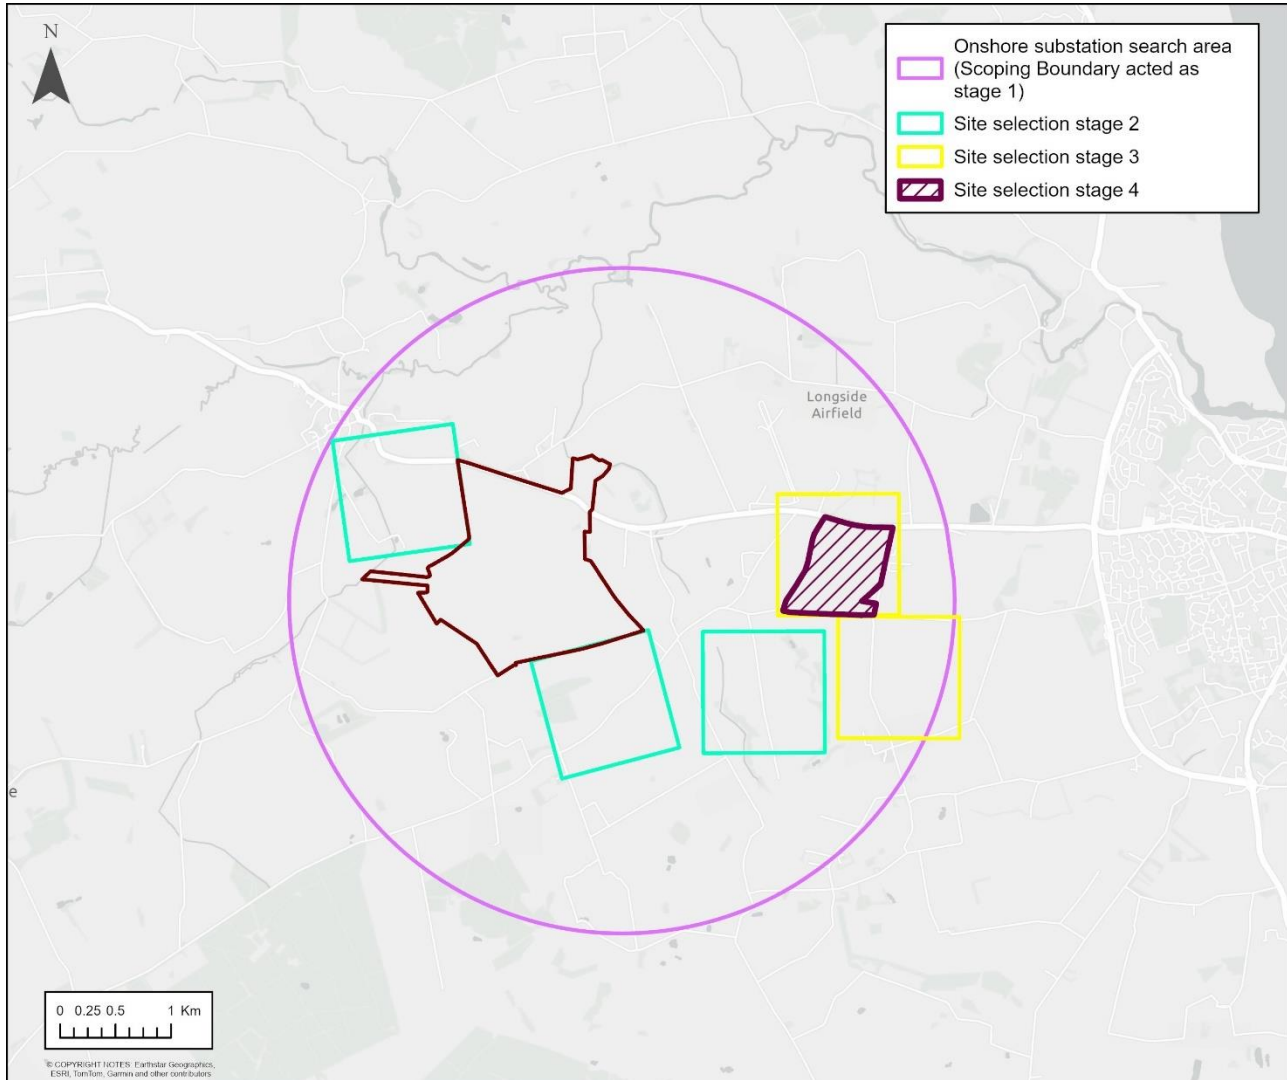 N
Onshore substation search area
(Scoping Boundary acted as
stage 1)
Site selection stage 2
Site selection stage 3
Site selection stage 4
Longside
Airfield
e
0 0.25 0.5 1 Km
© COPYRIGHT NOTES: Earthstar Geographics,
ESRI, TomTom, Garmin and other contributors